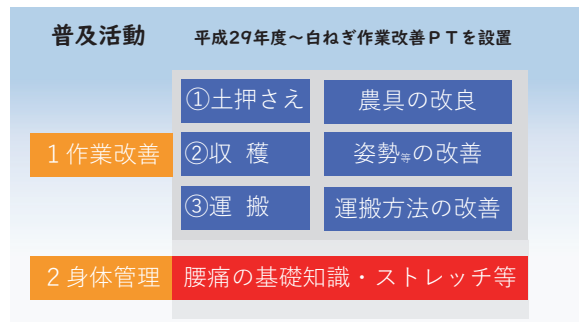 普及活動 平成29年度～白ねぎ作業改善ＰＴを設置
①土押さえ 農具の改良
1 作業改善 ②収 穫 姿勢等の改善
③運 搬 運搬方法の改善
2 身体管理 腰痛の基礎知識・ストレッチ等